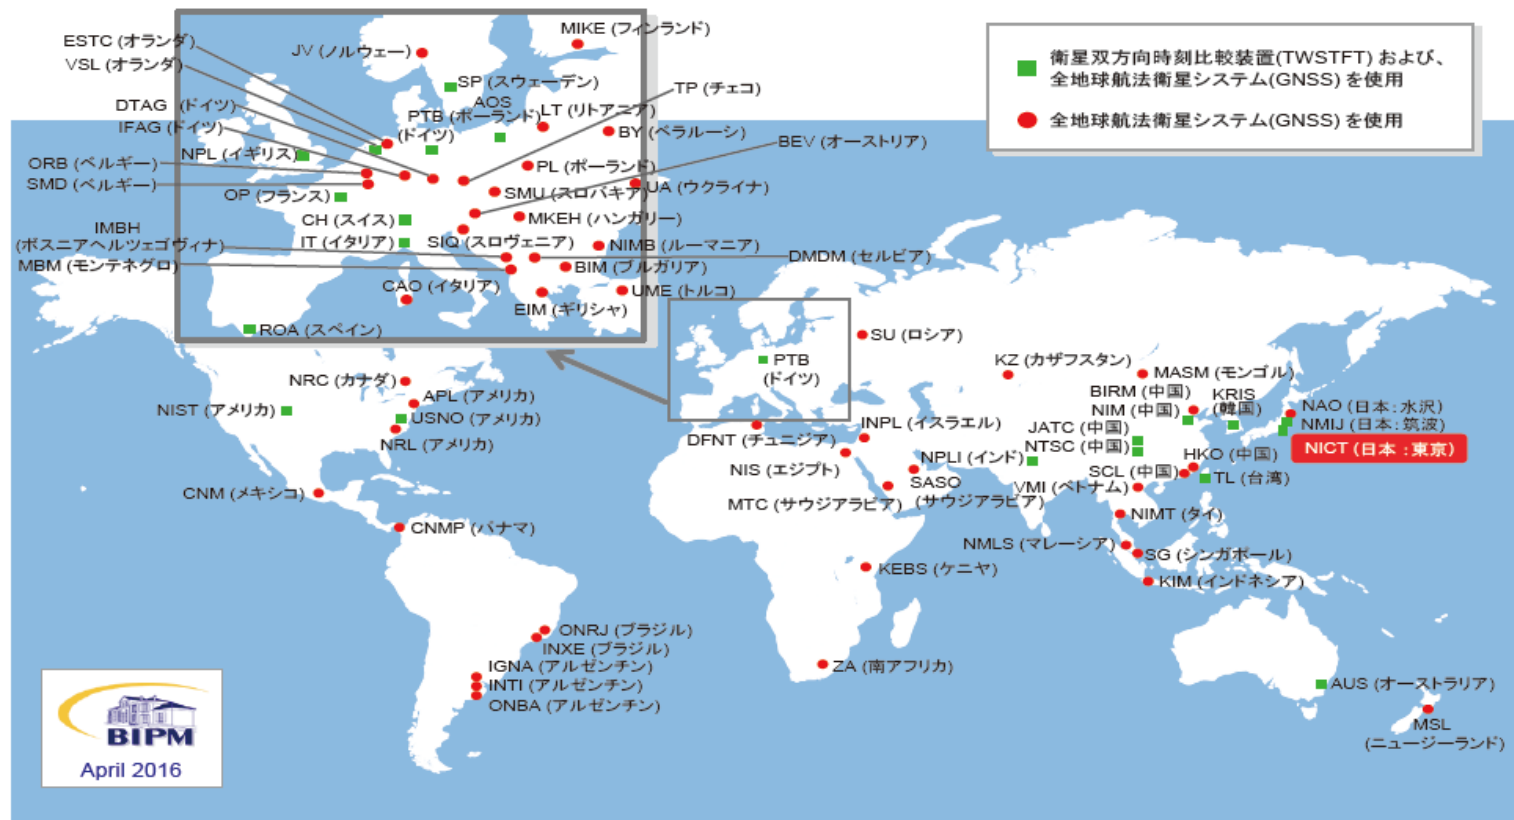 ESTC (オランダ)
VSL (オランダ)
DTAG (ドイツ)
IFAG (ドイツ)
NPL (イギリス)
ORB (ベルギー)
SMD (ベルギー)
OP (フランス)
IMBH
(ボスニアヘルツェゴヴィナ)
MBM (モンテネグロ)
JV (ノルウェー)
MIKE (フィンランド)
SP (スウェーデン)
AOS
(ポーランド)
PTB
(ドイツ)
LT (リトアニア)
TP (チェコ)
BY (ベラルーシ)
BEV (オーストリア)
PL (ポーランド)
UA (ウクライナ)
SMU (スロバキア)
CH (スイス)
MKEH (ハンガリー)
IT (イタリア)
SIQ (スロヴェニア)
NIMB (ルーマニア)
DMDM (セルビア)
BIM (ブルガリア)
CAO (イタリア)
UME (トルコ)
EIM (ギリシャ)
ROA (スペイン)
衛星双方向時刻比較装置(TWSTFT) および、
全地球航法衛星システム(GNSS) を使用
全地球航法衛星システム(GNSS) を使用
NRC (カナダ)
APL (アメリカ)
NIST (アメリカ)
USNO (アメリカ)
NRL (アメリカ)
CNM (メキシコ)
CNMP (パナマ)
ONRJ (ブラジル)
INXE (ブラジル)
IGNA (アルゼンチン)
INTI (アルゼンチン)
ONBA (アルゼンチン)
PTB
(ドイツ)
SU (ロシア)
KZ (カザフスタン)
MASM (モンゴル)
BIRM (中国)
KRIS
(韓国)
NIM (中国)
NAO (日本:水沢)
NMIJ (日本:筑波)
NICT (日本:東京)
JATC (中国)
NTSC (中国)
HKO (中国)
SCL (中国)
TL (台湾)
DFNT (チュニジア)
INPL (イスラエル)
NIS (エジプト)
NPLI (インド)
SASO
(サウジアラビア)
MTC (サウジアラビア)
VMI (ベトナム)
NIMT (タイ)
NMLS (マレーシア)
SG (シンガポール)
KIM (インドネシア)
KEBS (ケニヤ)
ZA (南アフリカ)
AUS (オーストラリア)
MSL
(ニュージーランド)
BIPM
April 2016